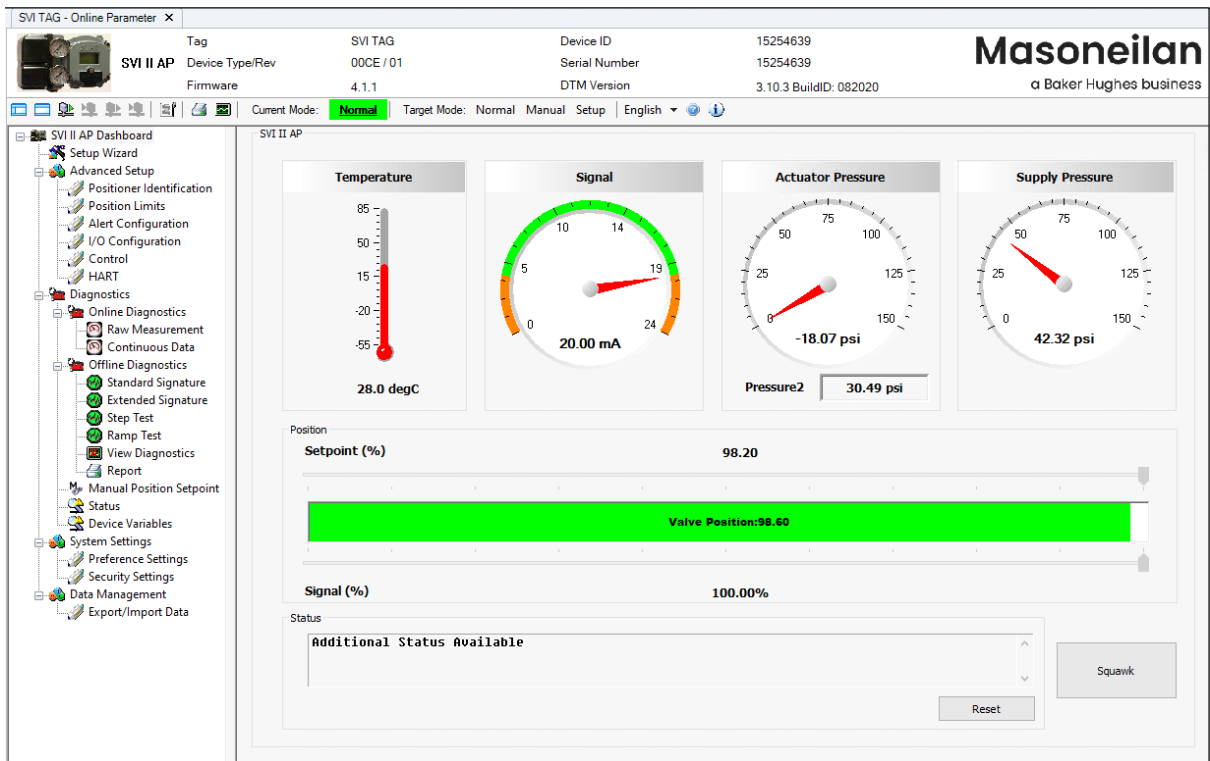 SVI TAG - Online Parameter ×
Tag SVI TAG Device ID 15254639
SVI II AP Device Type/Rev 00CE / 01 Serial Number 15254639
Firmware 4.1.1 DTM Version 3.10.3 BuildID: 082020
Masoneilan
a Baker Hughes business
Current Mode: Normal Target Mode: Normal Manual Setup English
SVI II AP Dashboard
Setup Wizard
Advanced Setup
Positioner Identification
Position Limits
Alert Configuration
I/O Configuration
Control
HART
Diagnostics
Online Diagnostics
Raw Measurement
Continuous Data
Offline Diagnostics
Standard Signature
Extended Signature
Step Test
Ramp Test
View Diagnostics
Report
Manual Position Setpoint
Status
Device Variables
System Settings
Preference Settings
Security Settings
Data Management
Export/Import Data
SVI II AP
Temperature
85
50
15
-20
-55
28.0 degC
Signal
0 5 10 14 19 24
20.00 mA
Actuator Pressure
0 25 50 75 100 125 150
-18.07 psi
Pressure2 30.49 psi
Supply Pressure
0 25 50 75 100 125 150
42.32 psi
Position
Setpoint (%) 98.20
Valve Position:98.60
Signal (%) 100.00%
Status
Additional Status Available
Reset
Squawk